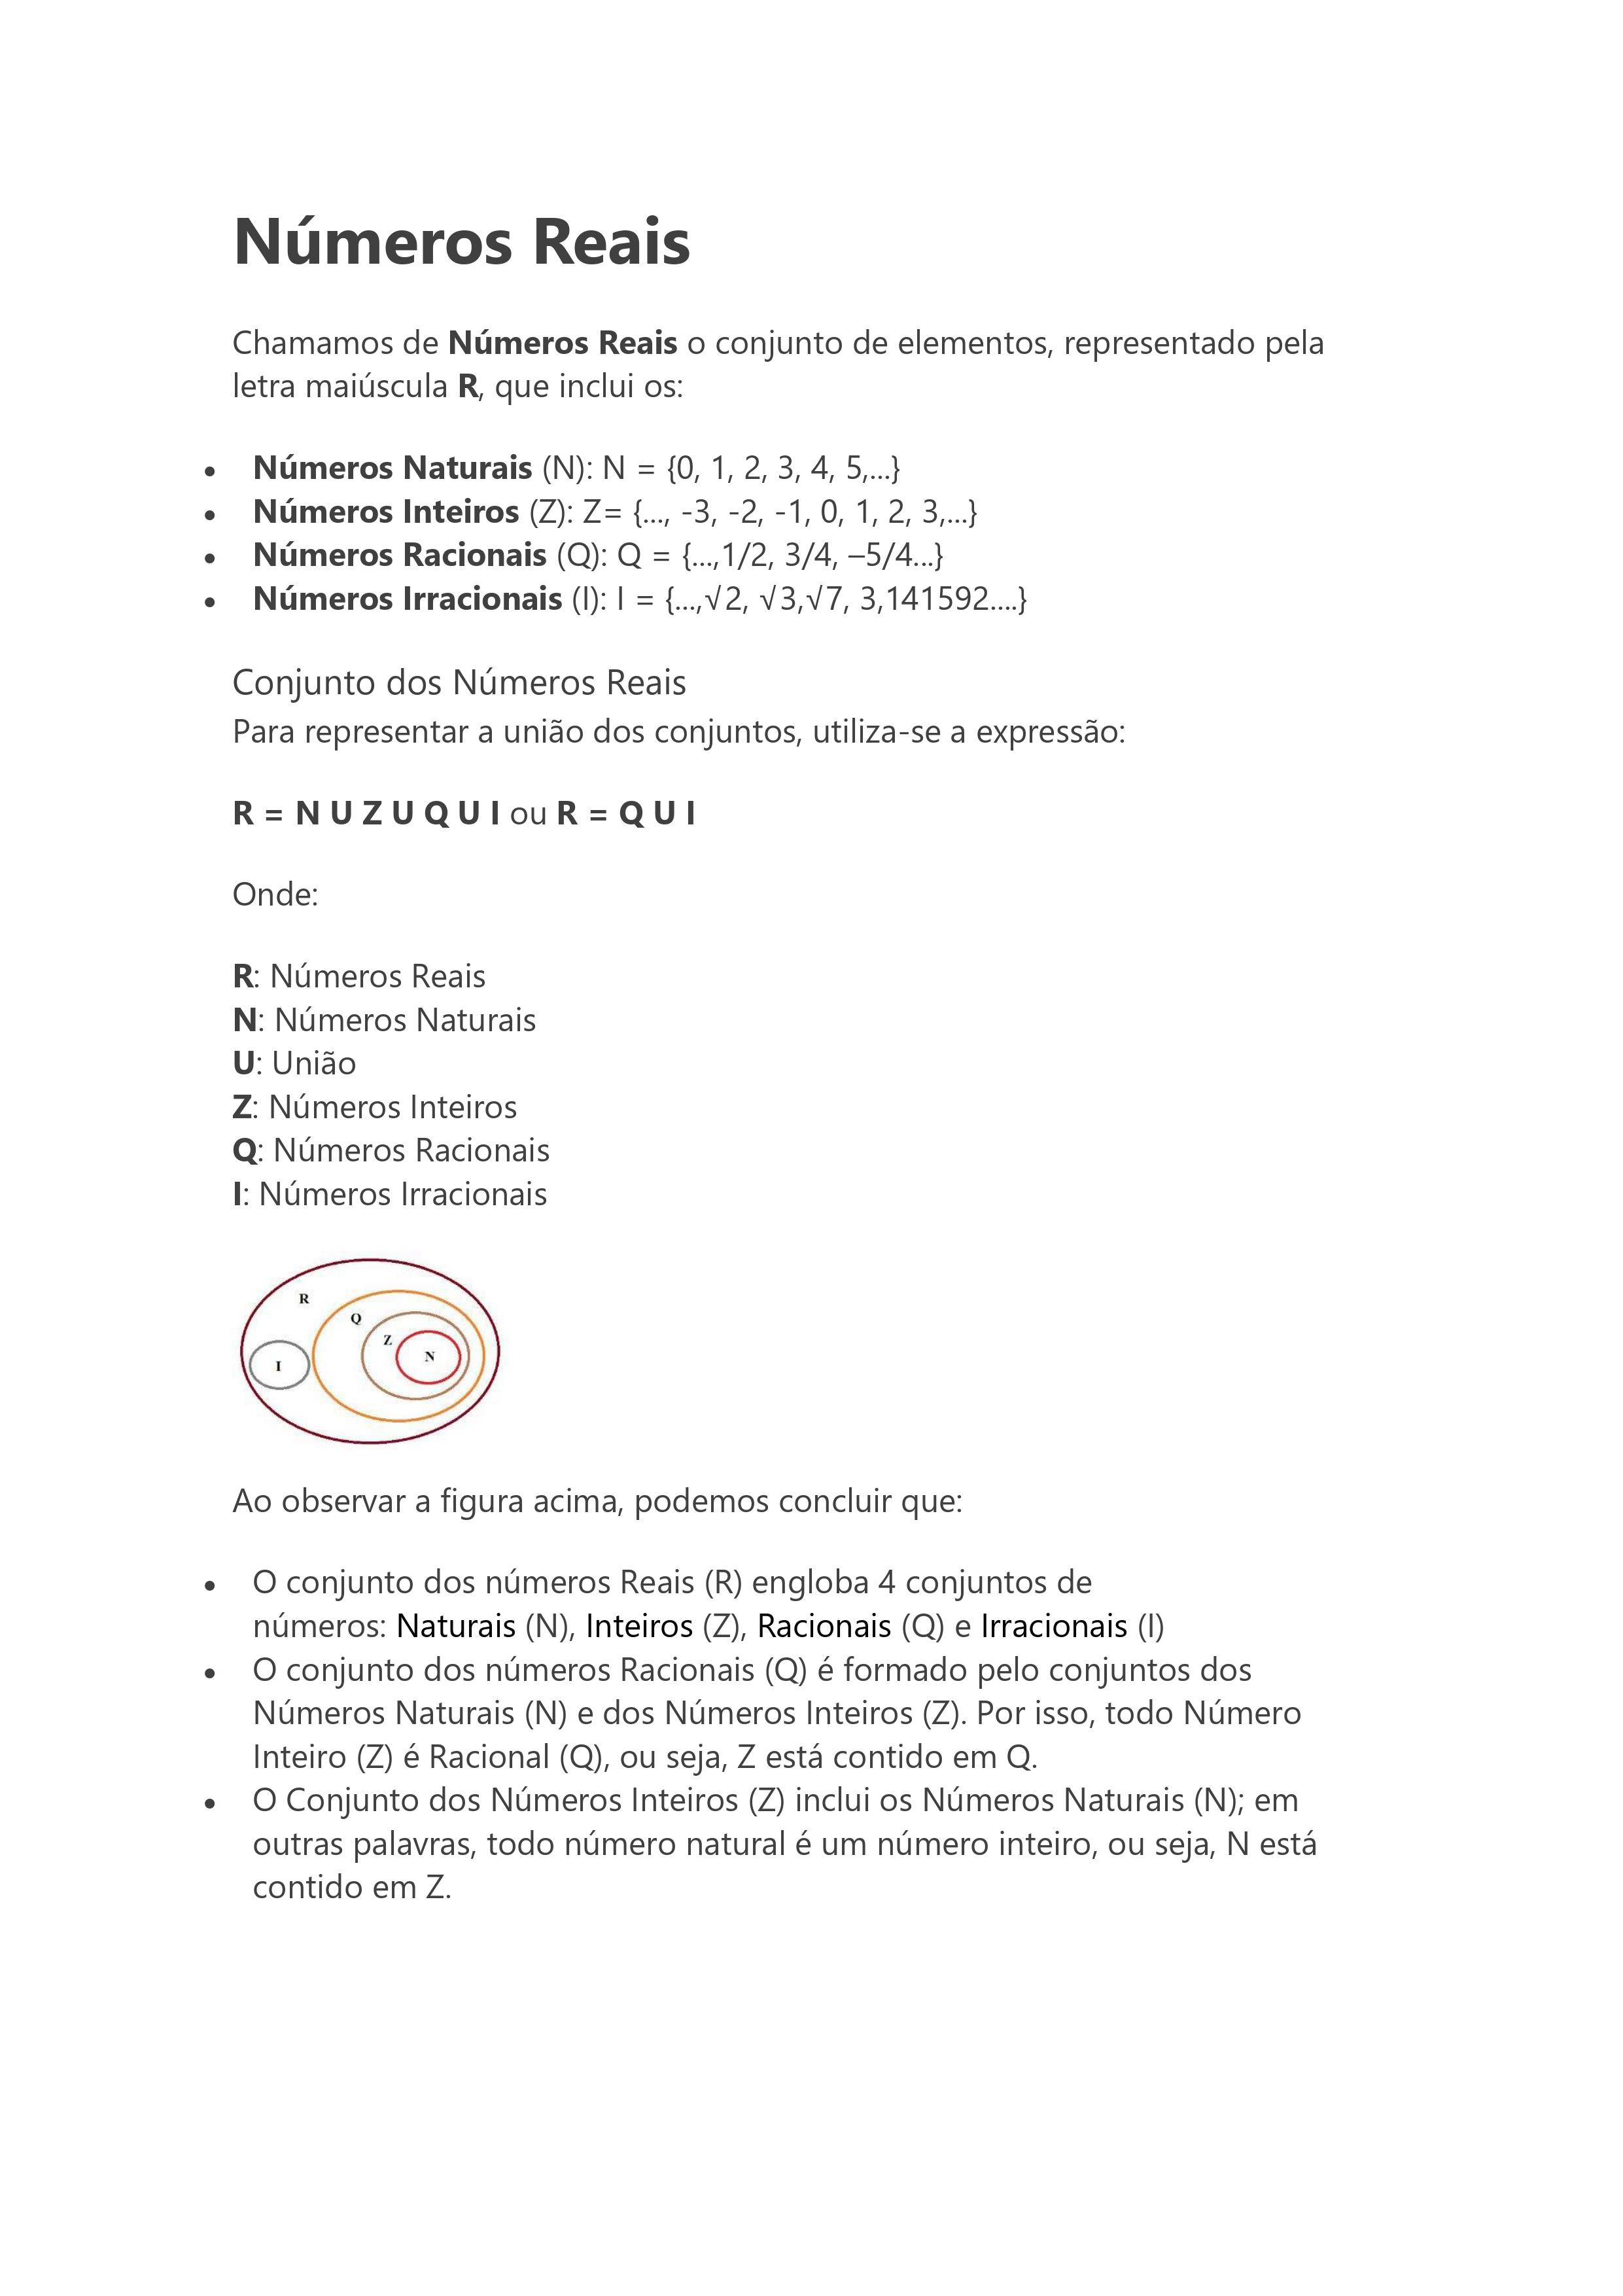 Números Reais
Chamamos de Números Reais o conjunto de elementos, representado pela
letra maiúscula R, que inclui os:
• Números Naturais (N): N = {0, 1, 2, 3, 4, 5,...}
• Números Inteiros (Z): Z= {..., -3, -2, -1, 0, 1, 2, 3,...}
• Números Racionais (Q): Q = {...,1/2, 3/4, –5/4...}
• Números Irracionais (I): I = {...,√2, √3,√7, 3,141592....}
Conjunto dos Números Reais
Para representar a união dos conjuntos, utiliza-se a expressão:
R = N U Z U Q U I ou R = Q U I
Onde:
R: Números Reais
N: Números Naturais
U: União
Z: Números Inteiros
Q: Números Racionais
I: Números Irracionais
R
Q
Z
N
I
Ao observar a figura acima, podemos concluir que:
• O conjunto dos números Reais (R) engloba 4 conjuntos de
números: Naturais (N), Inteiros (Z), Racionais (Q) e Irracionais (I)
• O conjunto dos números Racionais (Q) é formado pelo conjuntos dos
Números Naturais (N) e dos Números Inteiros (Z). Por isso, todo Número
Inteiro (Z) é Racional (Q), ou seja, Z está contido em Q.
• O Conjunto dos Números Inteiros (Z) inclui os Números Naturais (N); em
outras palavras, todo número natural é um número inteiro, ou seja, N está
contido em Z.